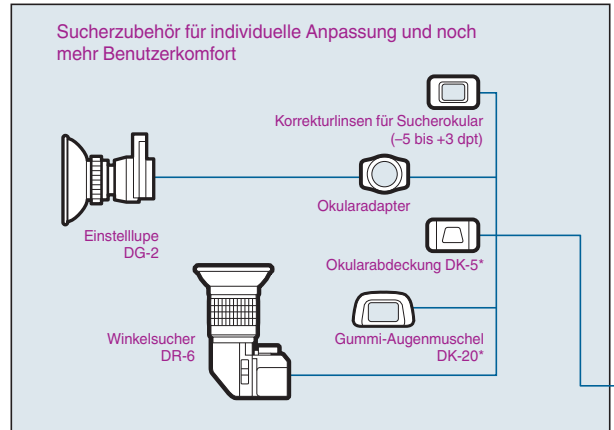 Sucherzubehör für individuelle Anpassung und noch
mehr Benutzerkomfort
Korrekturlinsen für Sucherokular
(–5 bis +3 dpt)
Okularadapter
Einstelllupe
DG-2
Okularabdeckung DK-5*
Winkelsucher
DR-6
Gummi-Augenmuschel
DK-20*